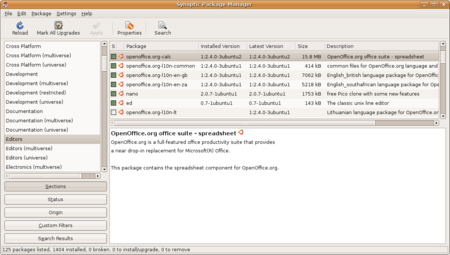 Synaptic Package Manager
File Edit Package Settings Help
Reload Mark All Upgrades Apply Properties Search
S Package Installed Version Latest Version Size Description
Cross Platform
Cross Platform (multiverse)
Cross Platform (universe)
Development
Development (multiverse)
Development (restricted)
Development (universe)
Documentation
Documentation (multiverse)
Documentation (universe)
Editors
Editors (multiverse)
Editors (universe)
Electronics (multiverse)
openoffice.org-calc 1:2.4.0-3ubuntu2 1:2.4.0-3ubuntu2 15.8 MB OpenOffice.org office suite - spreadsheet
openoffice.org-l10n-common 1:2.4.0-3ubuntu1 1:2.4.0-3ubuntu1 614 kB common files for OpenOffice.org language and
openoffice.org-l10n-en-gb 1:2.4.0-3ubuntu1 1:2.4.0-3ubuntu1 7062 kB English_british language package for OpenOffi
openoffice.org-l10n-en-za 1:2.4.0-3ubuntu1 1:2.4.0-3ubuntu1 5218 kB English_southafrican language package for Op
nano 2.0.7-1ubuntu1 2.0.7-1ubuntu1 1753 kB free Pico clone with some new features
ed 0.7-1ubuntu1 0.7-1ubuntu1 143 kB The classic unix line editor
openoffice.org-l10n-lt 1:2.4.0-3ubuntu1 Lithuanian language package for OpenOffice.or
OpenOffice.org office suite - spreadsheet
OpenOffice.org is a full-featured office productivity suite that provides
a near drop-in replacement for Microsoft(R) Office.
This package contains the spreadsheet component for OpenOffice.org.
Sections
Status
Origin
Custom Filters
Search Results
125 packages listed, 1404 installed, 0 broken. 0 to install/upgrade, 0 to remove